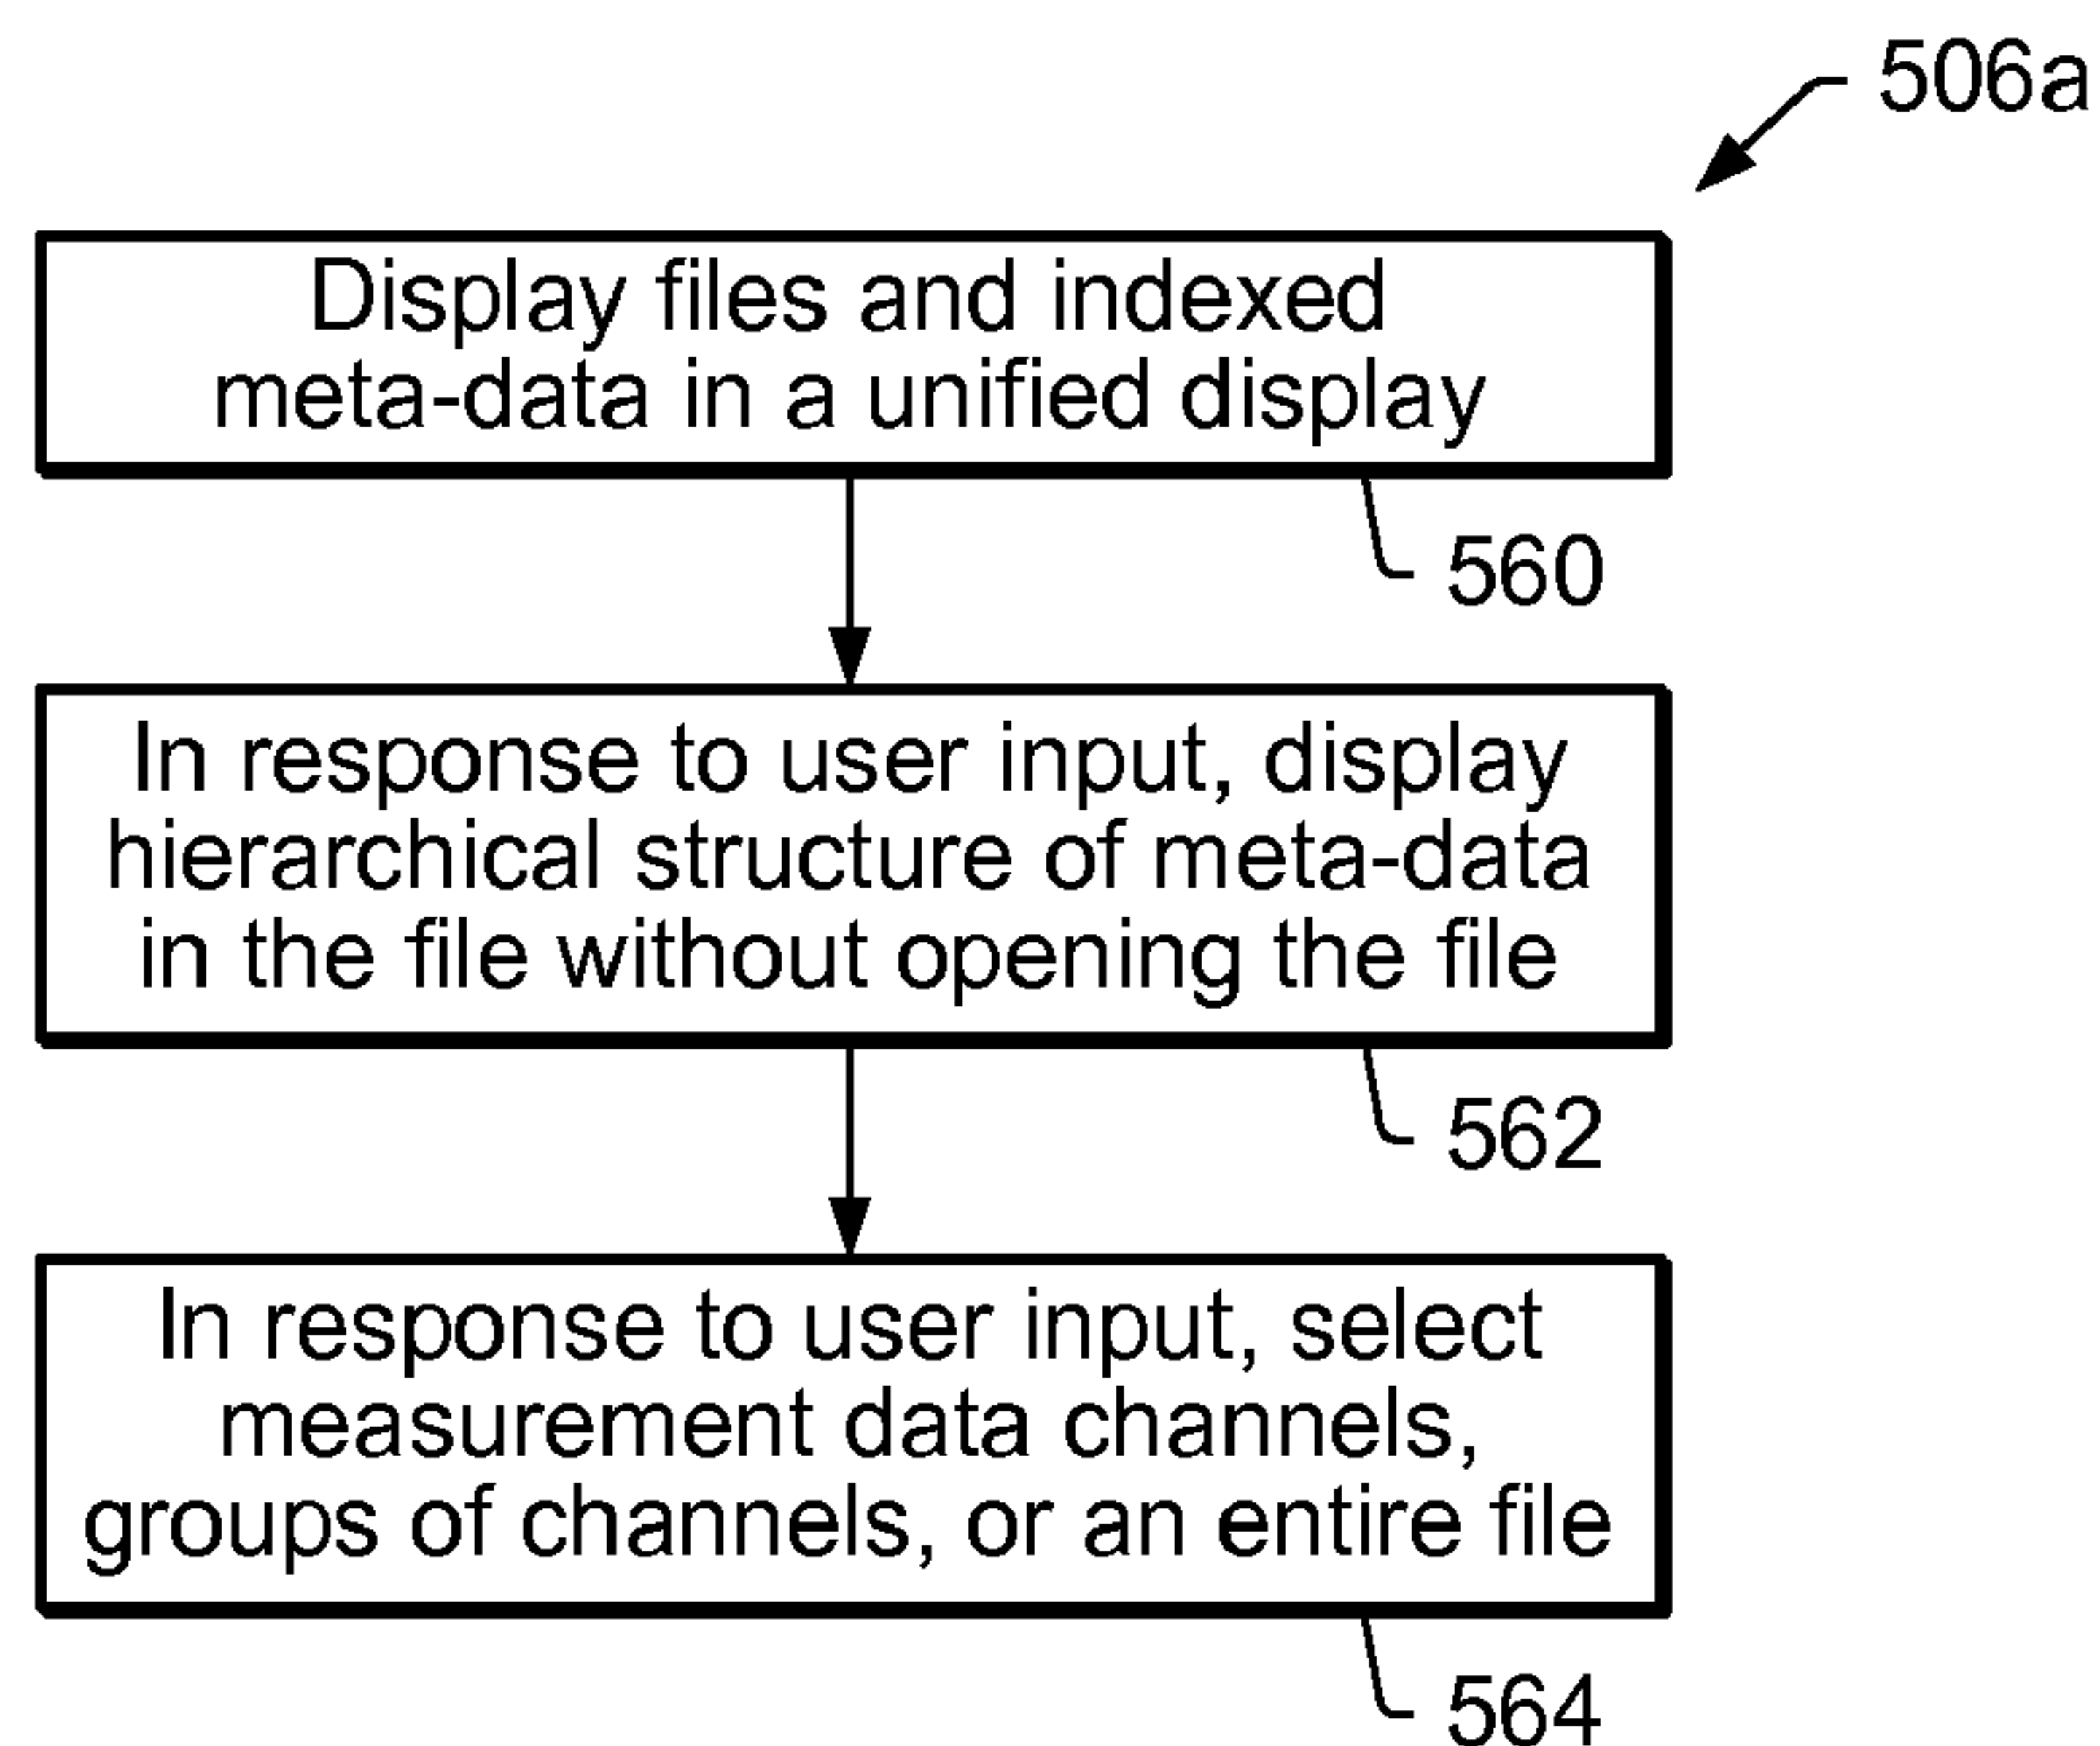 506a
Display files and indexed
meta-data in a unified display
560
In response to user input, display
hierarchical structure of meta-data
in the file without opening the file
562
In response to user input, select
measurement data channels,
groups of channels, or an entire file
564